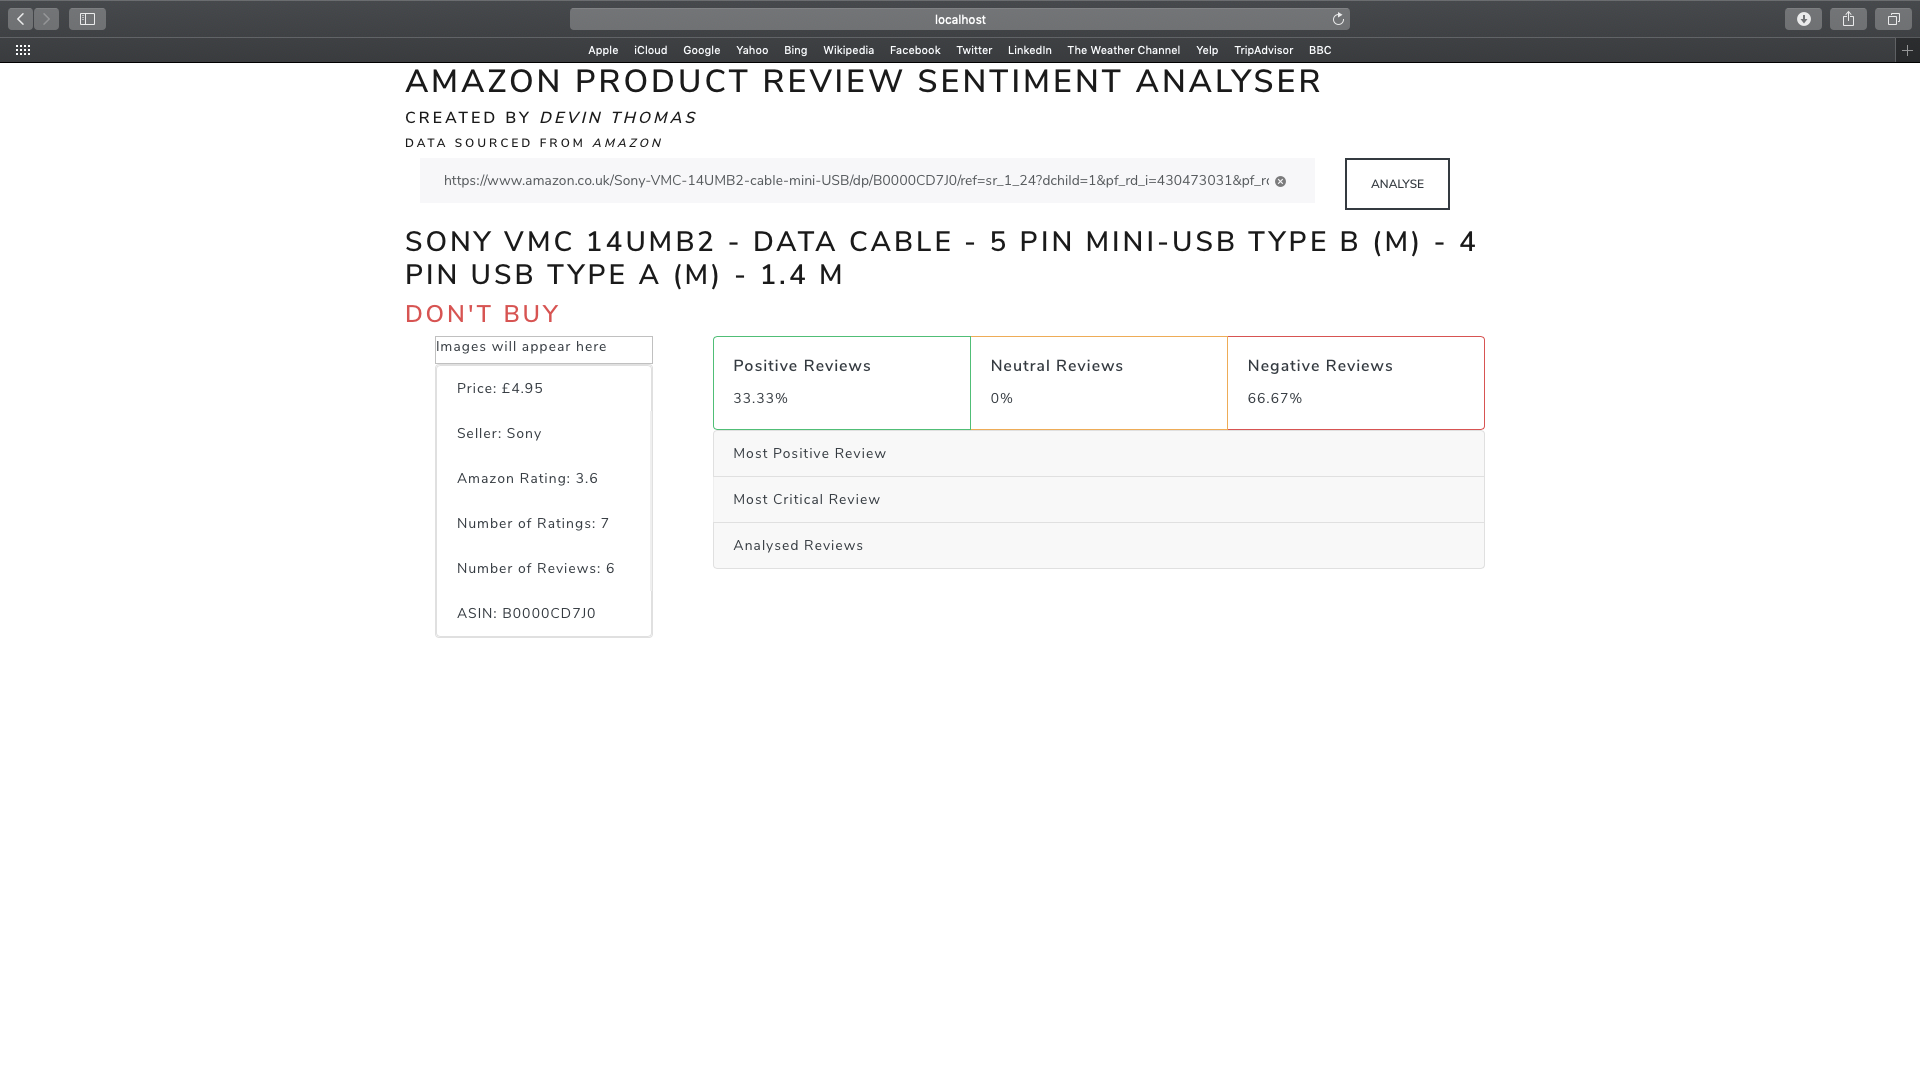 localhost
Apple iCloud Google Yahoo Bing Wikipedia Facebook Twitter LinkedIn The Weather Channel Yelp TripAdvisor BBC
AMAZON PRODUCT REVIEW SENTIMENT ANALYSER
CREATED BY DEVIN THOMAS
DATA SOURCED FROM AMAZON
https://www.amazon.co.uk/Sony-VMC-14UMB2-cable-mini-USB/dp/B0000CD7J0/ref=sr_1_24?dchild=1&pf_rd_i=430473031&pf_r
ANALYSE
SONY VMC 14UMB2 - DATA CABLE - 5 PIN MINI-USB TYPE B (M) - 4
PIN USB TYPE A (M) - 1.4 M
DON'T BUY
Images will appear here
Price: £4.95
Seller: Sony
Amazon Rating: 3.6
Number of Ratings: 7
Number of Reviews: 6
ASIN: B0000CD7J0
Positive Reviews
33.33%
Neutral Reviews
0%
Negative Reviews
66.67%
Most Positive Review
Most Critical Review
Analysed Reviews